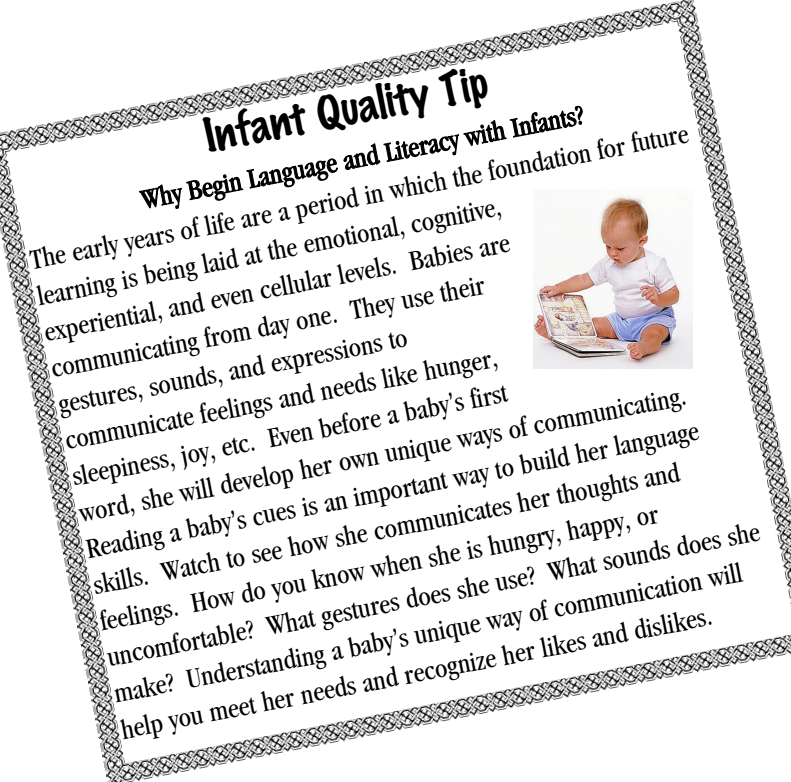 Infant Quality Tip
Why Begin Language and Literacy with Infants?
The early years of life are a period in which the foundation for future
learning is being laid at the emotional, cognitive,
experiential, and even cellular levels.  Babies are
communicating from day one.  They use their
gestures, sounds, and expressions to
communicate feelings and needs like hunger,
sleepiness, joy, etc.  Even before a baby's first
word, she will develop her own unique ways of communicating.
Reading a baby's cues is an important way to build her language
skills.  Watch to see how she communicates her thoughts and
feelings.  How do you know when she is hungry, happy, or
uncomfortable?  What gestures does she use?  What sounds does she
make?  Understanding a baby's unique way of communication will
help you meet her needs and recognize her likes and dislikes.